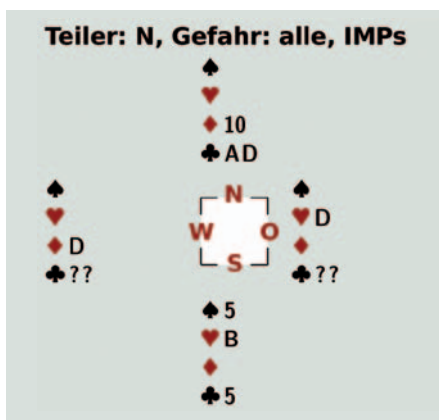 Teiler: N, Gefahr: alle, IMPs
♠
♥
♦ 10
♣ AD
♠
♥
♦ D
♣ ??
N
W O
S
♠
♥ D
♦
♣ ??
♠ 5
♥ B
♦
♣ 5